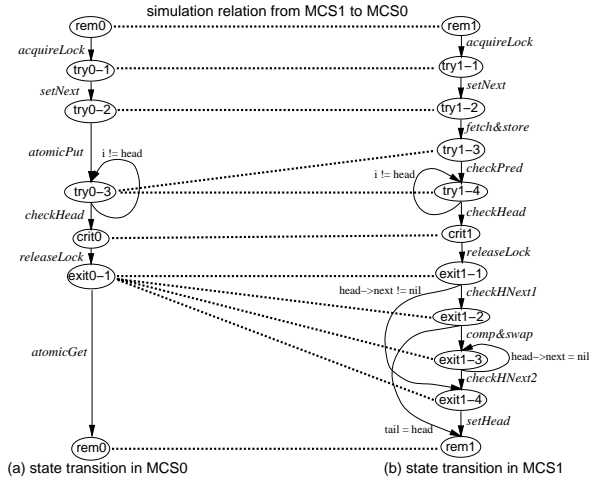 simulation relation from MCS1 to MCS0
rem0
rem1
acquireLock
acquireLock
try0-1
try1-1
setNext
setNext
try0-2
try1-2
fetch&store
atomicPut
i != head
try1-3
i != head
checkPred
try0-3
try1-4
checkHead
checkHead
crit0
crit1
releaseLock
releaseLock
exit0-1
exit1-1
head->next != nil
checkHNext1
exit1-2
comp&swap
atomicGet
exit1-3
head->next = nil
checkHNext2
exit1-4
setHead
tail = head
rem0
rem1
(a) state transition in MCS0
(b) state transition in MCS1